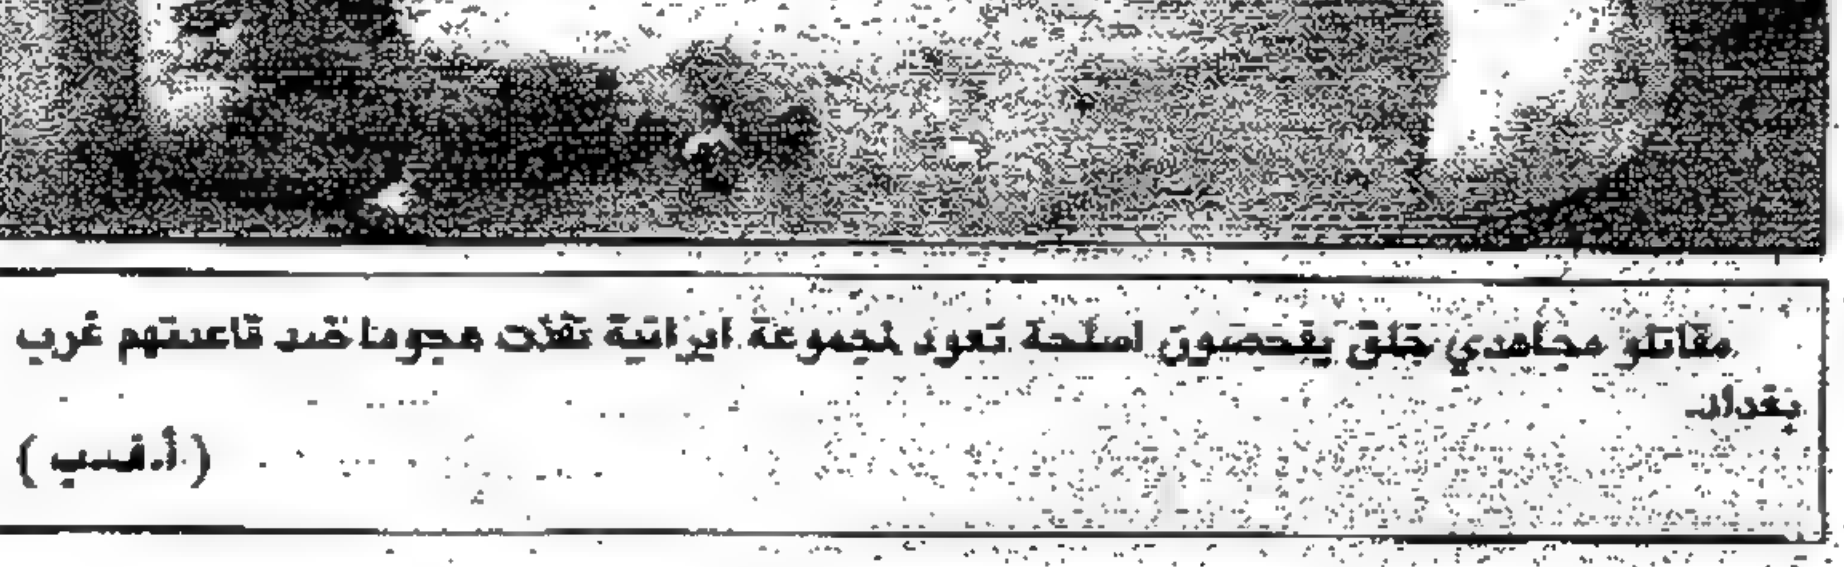 مقاتلو مجاهدي خلق يفحصون اسلحة تعود لمجموعة ايرانية نفذت هجوما ضد قاعدتهم غرب
بغداد.
(أ.ف.ب)